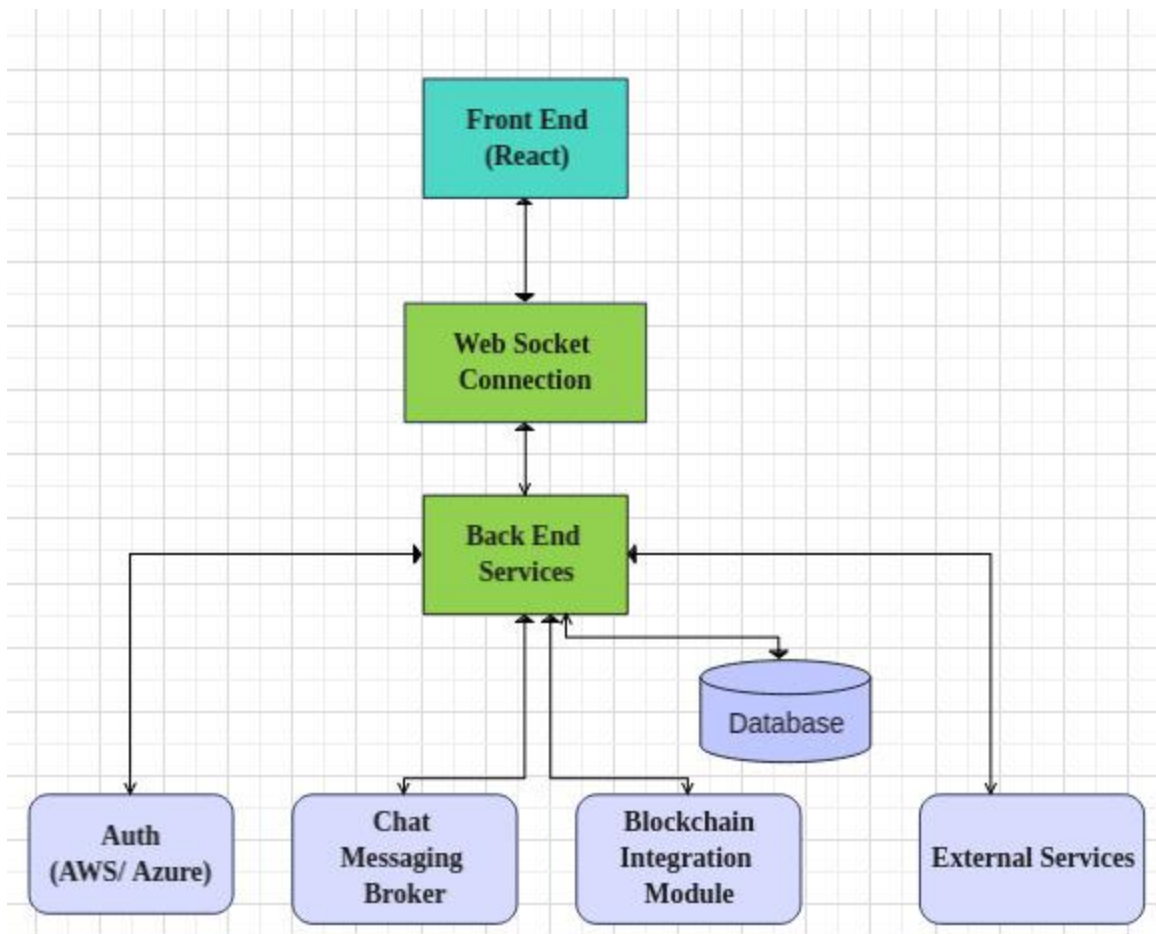 Front End
(React)
Web Socket
Connection
Back End
Services
Database
Auth
(AWS/ Azure)
Chat
Messaging
Broker
Blockchain
Integration
Module
External Services